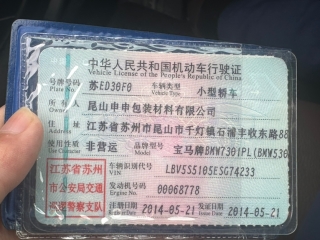 中华人民共和国机动车行驶证
Vehicle License of the People's Republic of China
号牌号码 苏ED30F0 车辆类型 小型轿车
Plate No. Vehicle Type
所有人 昆山申申包装材料有限公司
Owner
住址 江苏省苏州市昆山市千灯镇石浦丰收东路88
Address
使用性质 非营运 品牌型号 宝马牌BMW7301PL(BMW530
Use Character
江苏省苏州 车辆识别代号 LBV5S5105ESG74233
VIN
市公安局交通 发动机号码 00068778
Engine No.
巡逻警察支队 注册日期 2014-05-21 发证日期 2014-05-21